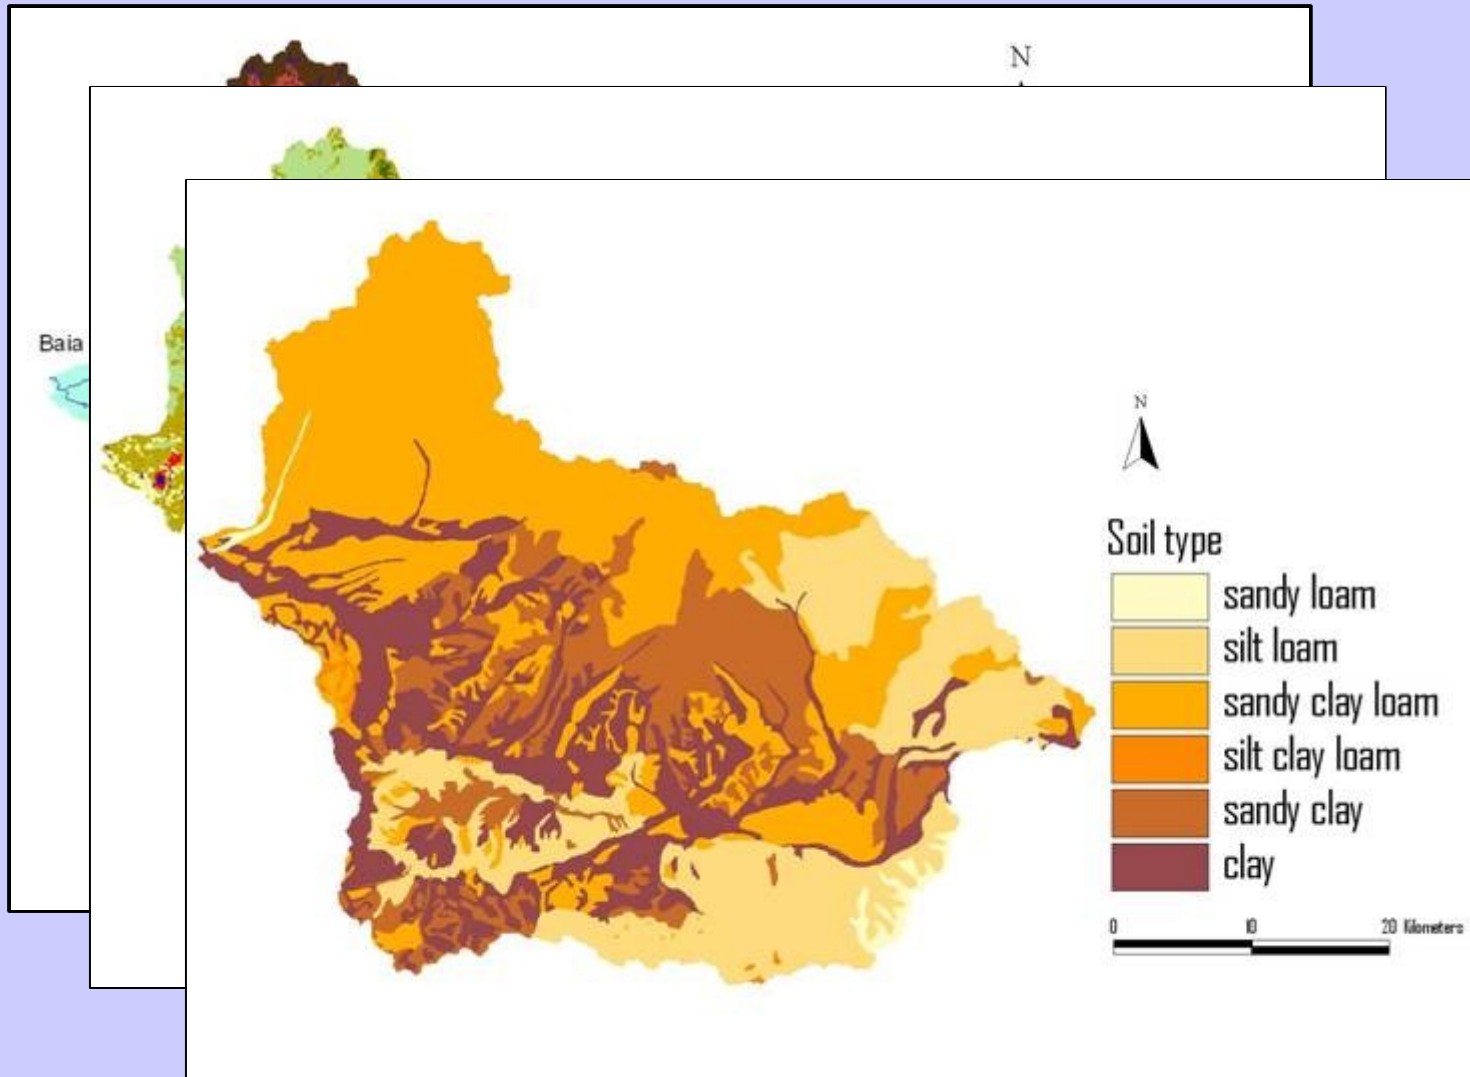 N
Baia
N
Soil type
sandy loam
silt loam
sandy clay loam
silt clay loam
sandy clay
clay
0 10 20 Kilometers